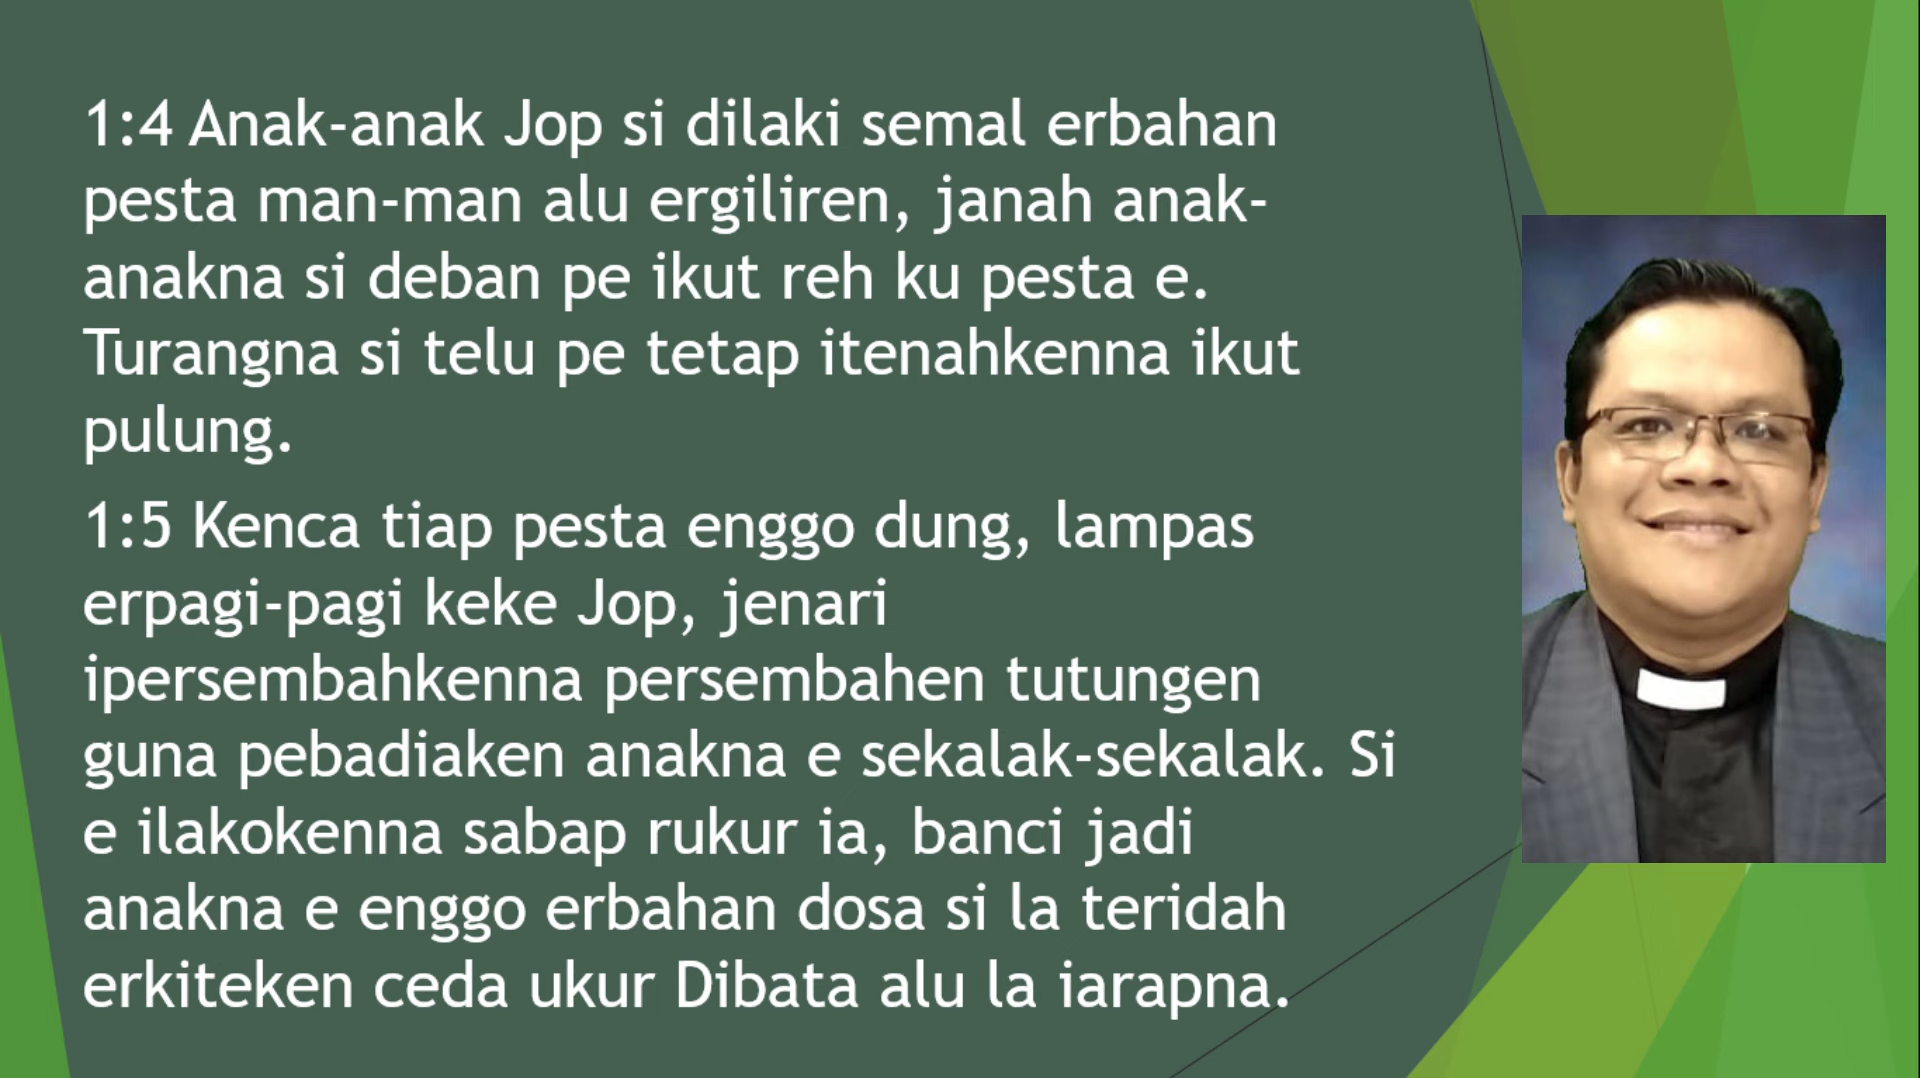 1:4 Anak-anak Jop si dilaki semal erbahan
pesta man-man alu ergiliren, janah anak-
anakna si deban pe ikut reh ku pesta e.
Turangna si telu pe tetap itenahkenna ikut
pulung.
1:5 Kenca tiap pesta enggo dung, lampas
erpagi-pagi keke Jop, jenari
ipersembahkenna persembahen tutungen
guna pebadiaken anakna e sekalak-sekalak. Si
e ilakokenna sabap rukur ia, banci jadi
anakna e enggo erbahan dosa si la teridah
erkiteken ceda ukur Dibata alu la iarapna.